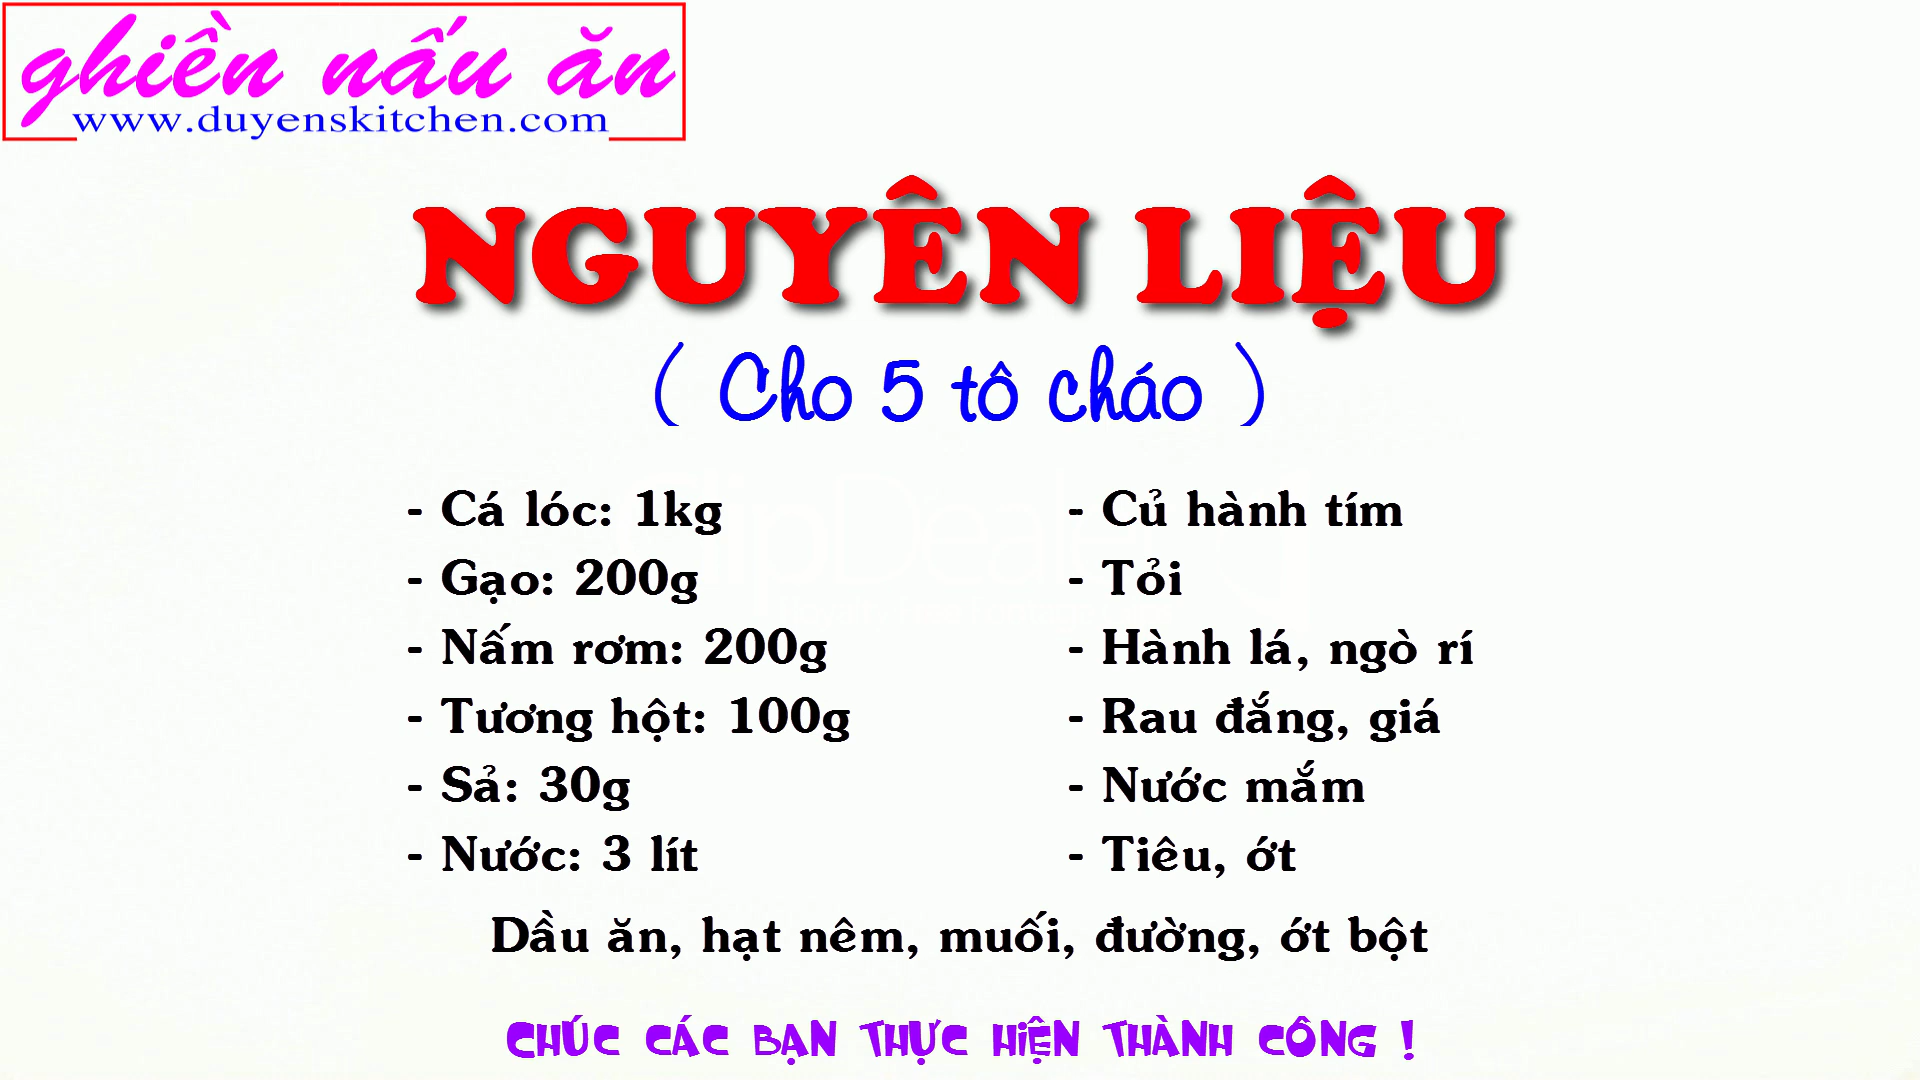 ghiền nấu ăn
www.duyenskitchen.com
NGUYÊN LIỆU
( Cho 5 tô cháo )
- Cá lóc: 1kg
- Gạo: 200g
- Nấm rơm: 200g
- Tương hột: 100g
- Sả: 30g
- Nước: 3 lít
- Củ hành tím
- Tỏi
- Hành lá, ngò rí
- Rau đắng, giá
- Nước mắm
- Tiêu, ớt
Dầu ăn, hạt nêm, muối, đường, ớt bột
CHÚC CÁC BẠN THỰC HIỆN THÀNH CÔNG !